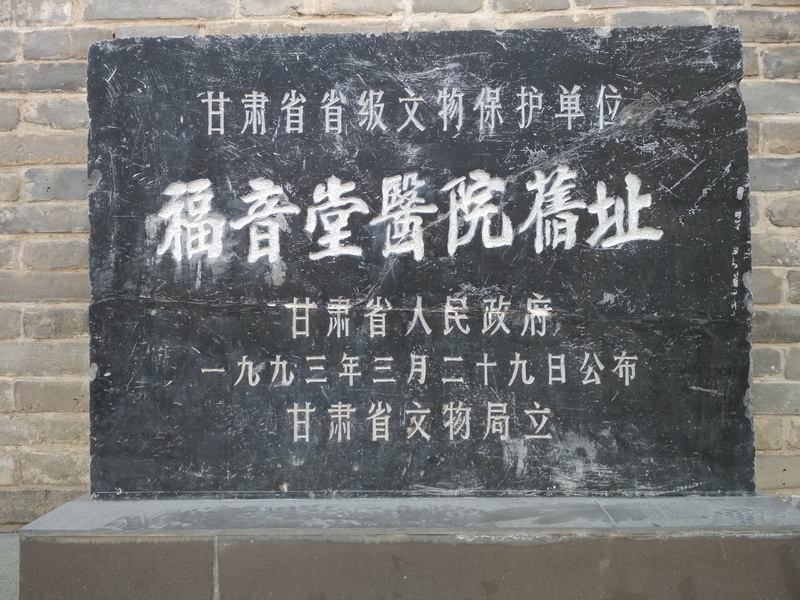 甘肃省省级文物保护单位
福音堂醫院舊址
甘肃省人民政府
一九九三年三月二十九日公布
甘肃省文物局立